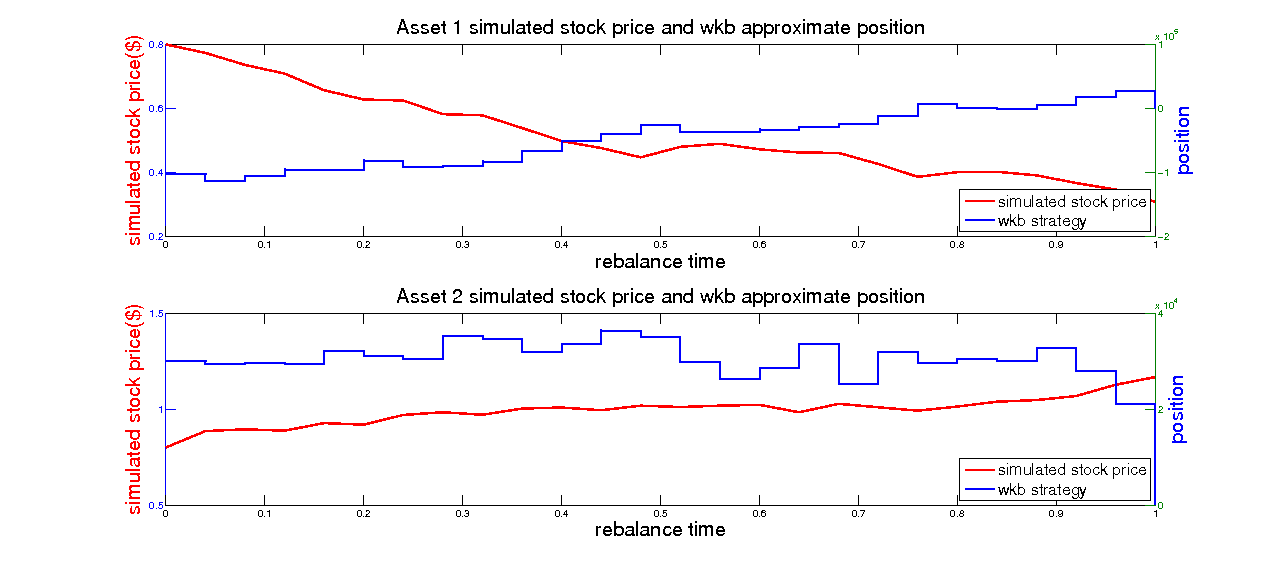 Asset 1 simulated stock price and wkb approximate position
x 10^5
simulated stock price($)
0.8
0.6
0.4
0.2
1
0
-1
-2
position
simulated stock price
wkb strategy
0 0.1 0.2 0.3 0.4 0.5 0.6 0.7 0.8 0.9 1
rebalance time
Asset 2 simulated stock price and wkb approximate position
x 10^4
simulated stock price($)
1.5
1
0.5
4
2
0
position
simulated stock price
wkb strategy
0 0.1 0.2 0.3 0.4 0.5 0.6 0.7 0.8 0.9 1
rebalance time